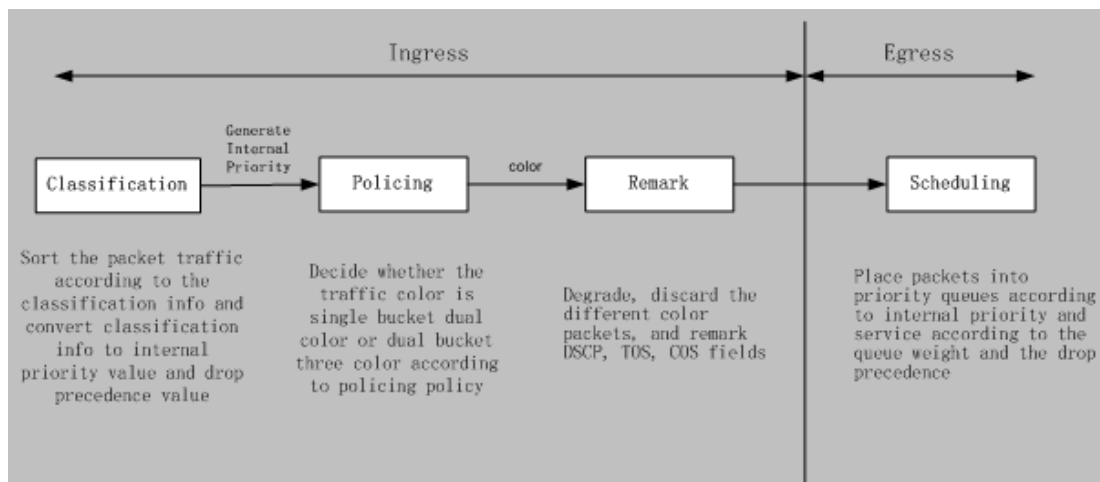 Ingress
Egress
Generate
Internal
Priority
color
Classification
Policing
Remark
Scheduling
Sort the packet traffic
according to the
classification info and
convert classification
info to internal
priority value and drop
precedence value
Decide whether the
traffic color is
single bucket dual
color or dual bucket
three color according
to policing policy
Degrade, discard the
different color
packets, and remark
DSCP, TOS, COS fields
Place packets into
priority queues according
to internal priority and
service according to the
queue weight and the drop
precedence